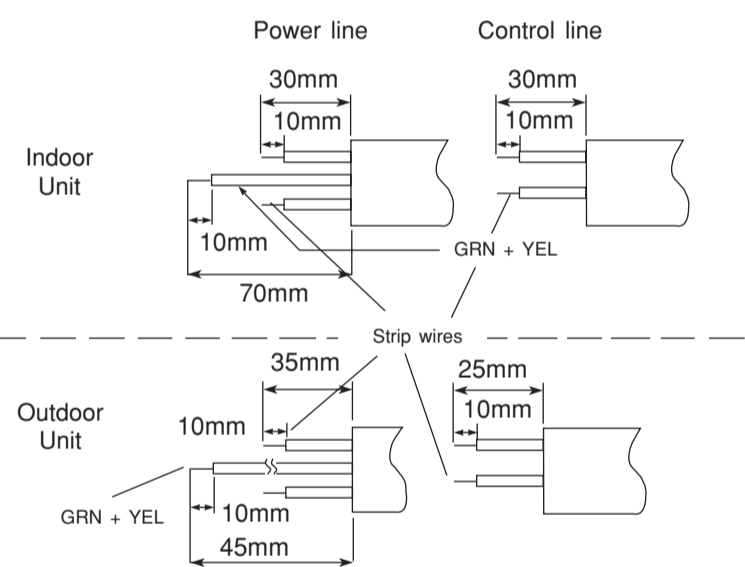 Power line
Control line
30mm
30mm
10mm
10mm
Indoor
Unit
10mm
GRN + YEL
70mm
Strip wires
35mm
25mm
Outdoor
Unit
10mm
10mm
GRN + YEL
10mm
45mm